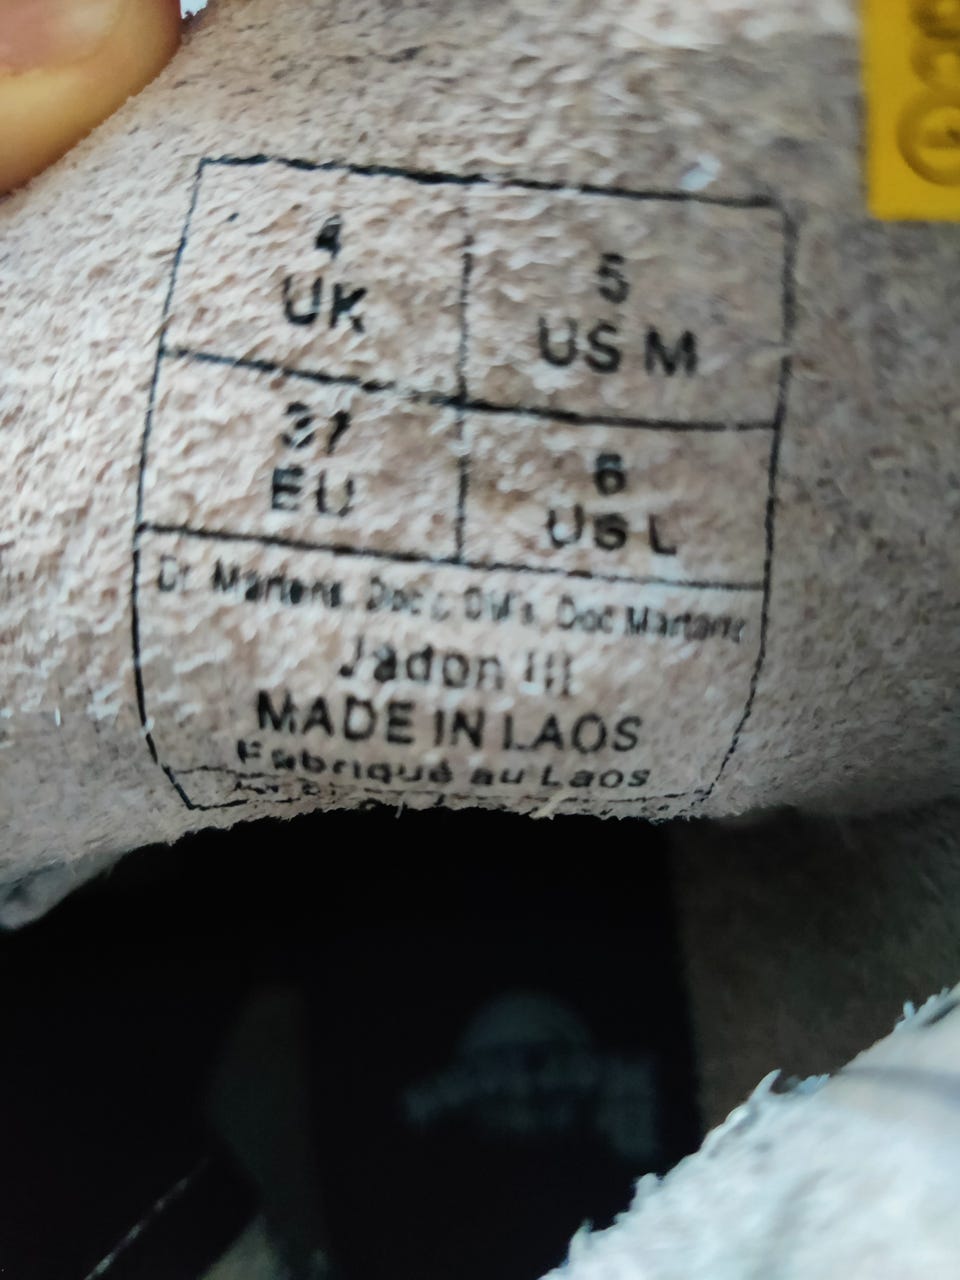 4
UK
5
US M
37
EU
6
US L
Dr. Martens, Doc's, DM's, Doc Martens
Jadon III
MADE IN LAOS
Fabriqué au Laos